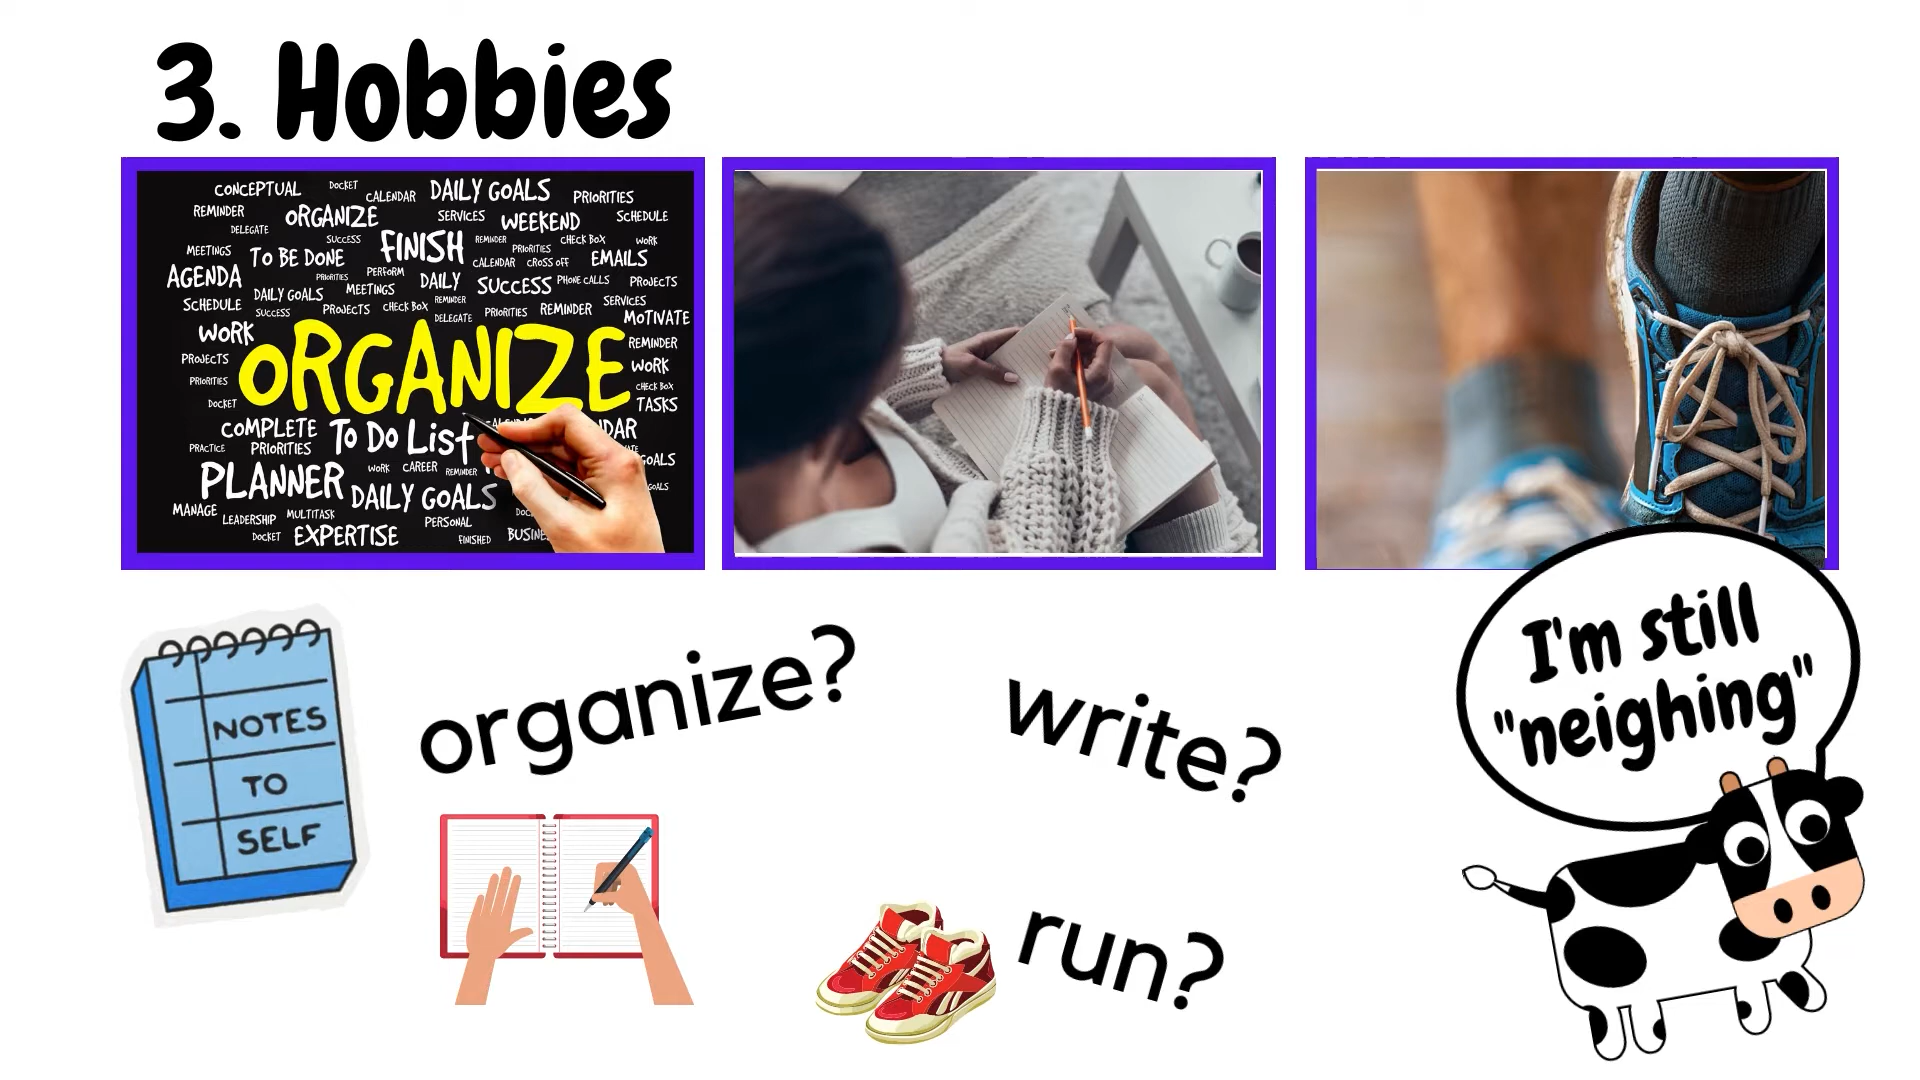 3. Hobbies
CONCEPTUAL DOCKET CALENDAR DAILY GOALS PRIORITIES
REMINDER ORGANIZE SERVICES WEEKEND SCHEDULE
DELEGATE SUCCESS FINISH REMINDER CHECK BOX WORK
MEETINGS TO BE DONE PRIORITIES EMAILS
AGENDA PRIORITIES PERFORM DAILY CALENDAR CROSS OFF
SUCCESS PHONE CALLS PROJECTS
SCHEDULE DAILY GOALS MEETINGS REMINDER SERVICES
SUCCESS PROJECTS CHECK BOX DELEGATE PRIORITIES REMINDER MOTIVATE
WORK ORGANIZE REMINDER
PROJECTS WORK
PRIORITIES CHECK BOX
DOCKET TASKS
COMPLETE TO DO LIST
PRACTICE PRIORITIES GOALS
PLANNER WORK CAREER REMINDER
DAILY GOALS GOALS
MANAGE LEADERSHIP MULTITASK PERSONAL
DOCKET EXPERTISE FINISHED
NOTES
TO
SELF
organize?
write?
run?
I'm still
"neighing"